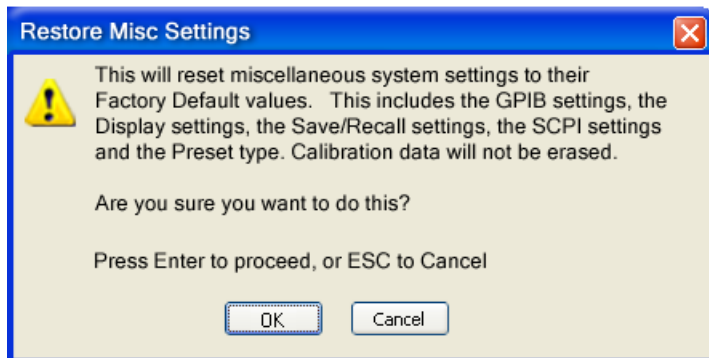 Restore Misc Settings
This will reset miscellaneous system settings to their
Factory Default values.   This includes the GPIB settings, the
Display settings, the Save/Recall settings, the SCPI settings
and the Preset type. Calibration data will not be erased.
Are you sure you want to do this?
Press Enter to proceed, or ESC to Cancel
OK
Cancel